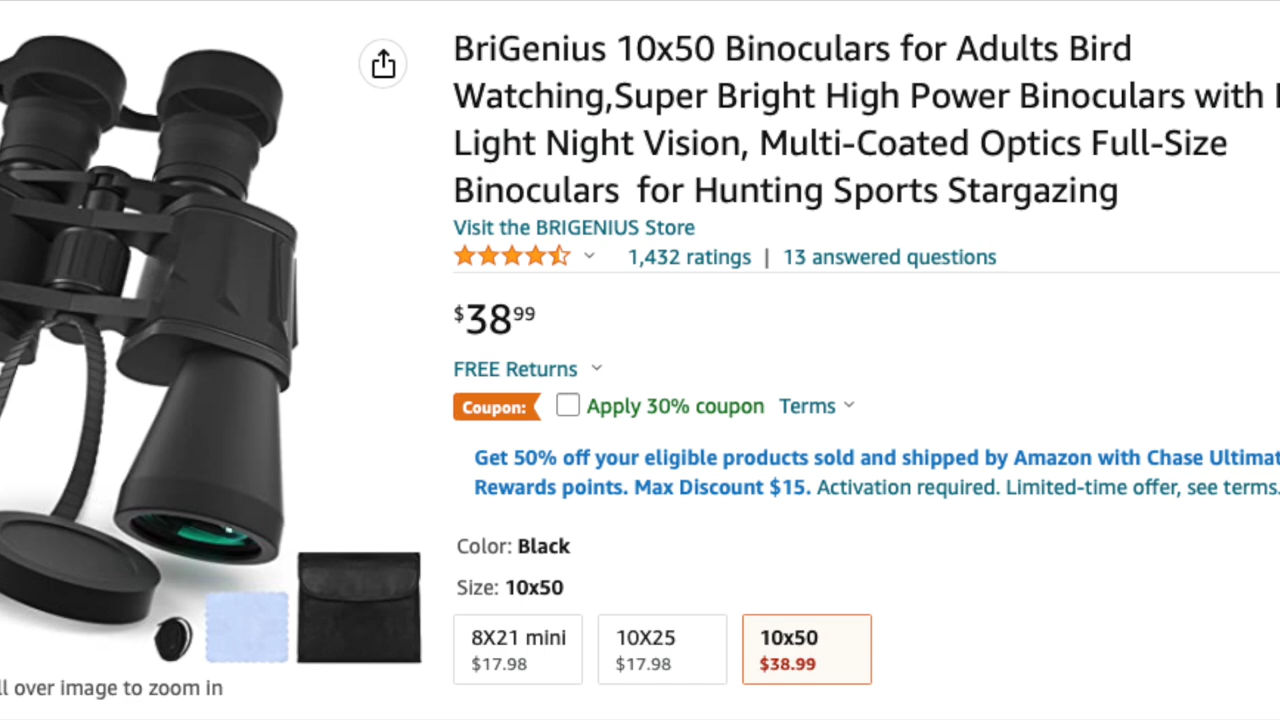 BriGenius 10x50 Binoculars for Adults Bird
Watching,Super Bright High Power Binoculars with
Light Night Vision, Multi-Coated Optics Full-Size
Binoculars for Hunting Sports Stargazing
Visit the BRIGENIUS Store
1,432 ratings | 13 answered questions
$38 99
FREE Returns
Coupon: Apply 30% coupon Terms
Get 50% off your eligible products sold and shipped by Amazon with Chase
Rewards points. Max Discount $15. Activation required. Limited-time offer, see terms.
Color: Black
Size: 10x50
8X21 mini 10X25 10x50
$17.98 $17.98 $38.99
over image to zoom in